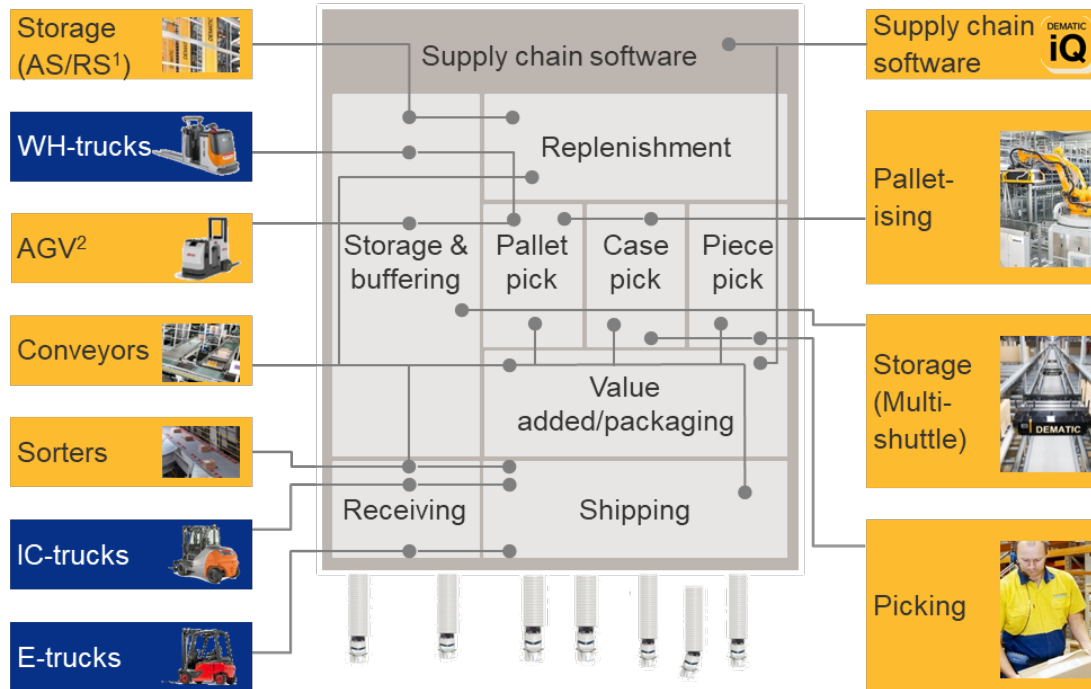 Storage
(AS/RS¹)
WH-trucks
AGV²
Conveyors
Sorters
IC-trucks
E-trucks
Supply chain software
Replenishment
Storage &
buffering
Pallet
pick
Case
pick
Piece
pick
Value
added/packaging
Receiving
Shipping
Supply chain
software
DEMATIC
iQ
Pallet-
ising
Storage
(Multi-
shuttle)
DEMATIC
Picking